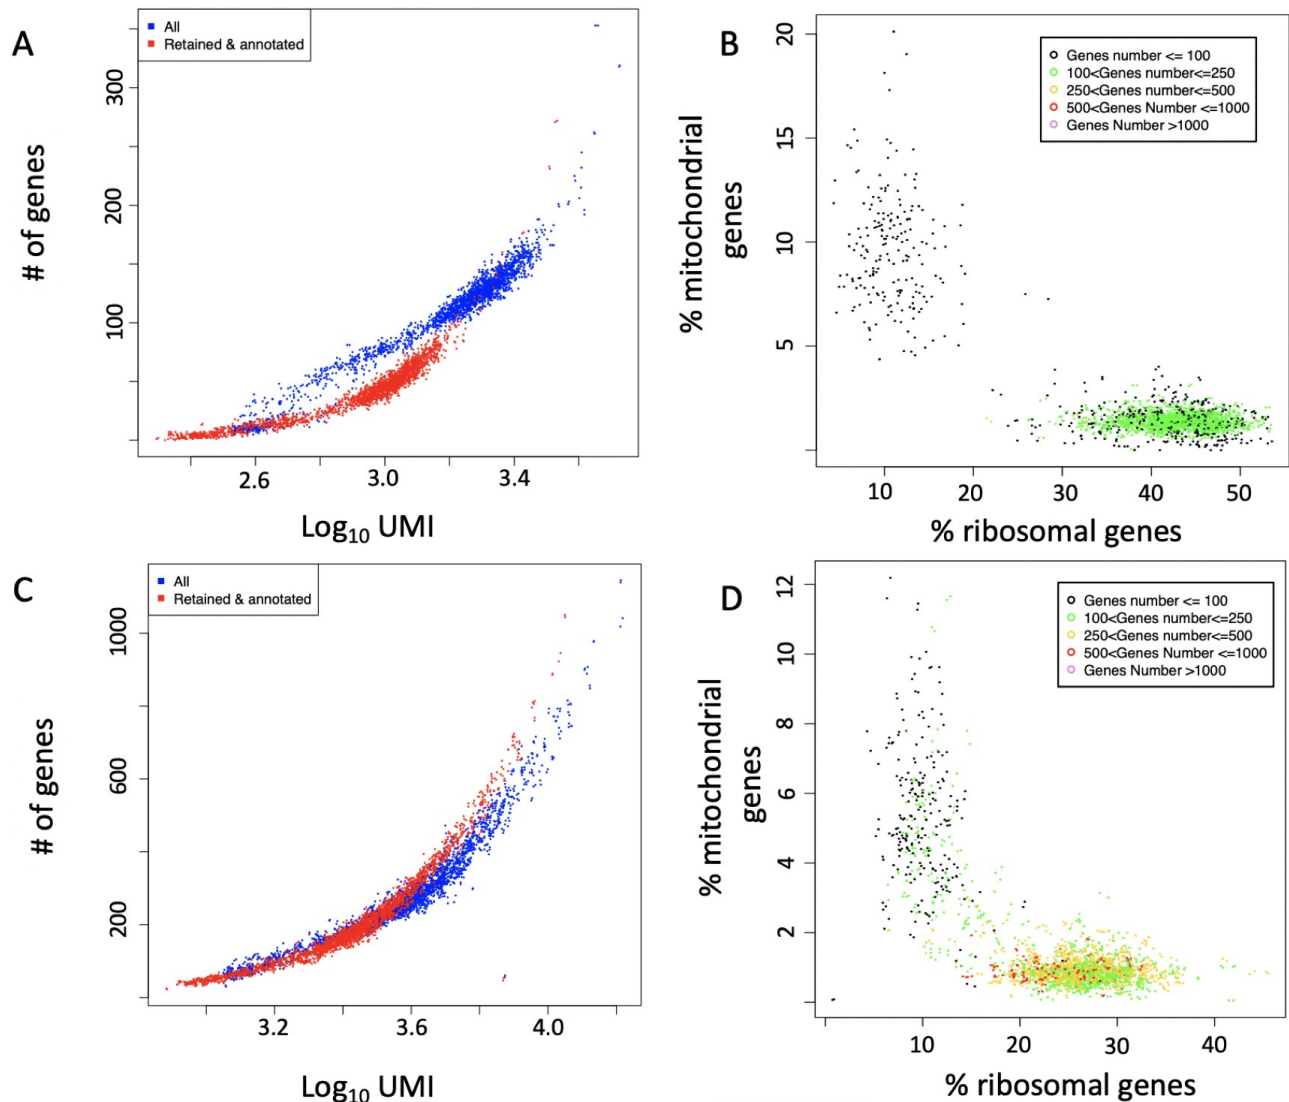 A
All
Retained & annotated
# of genes
300
200
100
2.6
3.0
3.4
Log₁₀ UMI
B
Genes number <= 100
100<Genes number<=250
250<Genes number<=500
500<Genes Number <=1000
Genes Number >1000
% mitochondrial
genes
20
15
10
5
10
20
30
40
50
% ribosomal genes
C
All
Retained & annotated
# of genes
1000
600
200
3.2
3.6
4.0
Log₁₀ UMI
D
Genes number <= 100
100<Genes number<=250
250<Genes number<=500
500<Genes Number <=1000
Genes Number >1000
% mitochondrial
genes
12
10
8
6
4
2
10
20
30
40
% ribosomal genes